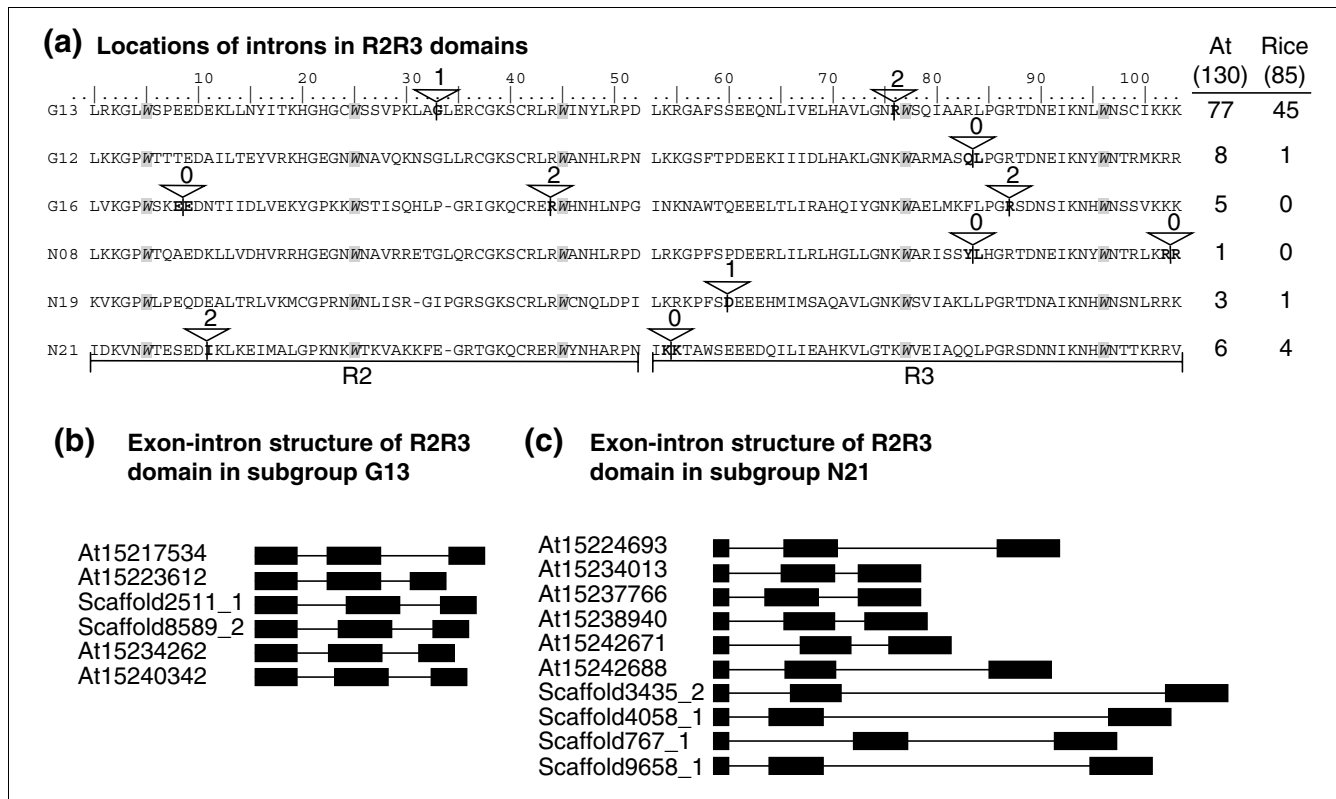 (a) Locations of introns in R2R3 domains
At Rice
(130) (85)
10 20 30 40 50 60 70 80 90 100
1 2
G13 LRKGLWSPEEDEKLLNYITKHGHGCWSSVPKLAGLERCGKSCRLRWINYLRPD LKRGAFSSEEQNLIVELHAVLGNRWSQIAARLPGRTDNEIKNLWNSCIKKK 77 45
0
G12 LKKGPWTTTEDAILTEYVRKHGEGNWNAVQKNSGLLRCGKSCRLRWANHLRPN LKKGSFTPDEEKIIIDLHAKLGNKWARMASQLPGRTDNEIKNYWNTRMKRR 8 1
0 2 2
G16 LVKGPWSKEEDNTIIDLVEKYGPKKWSTISQHLP-GRIGKQCRERWHNHLNPG INKNAWTQEEELTLIRAHQIYGNKWAELMKFLPGRSDNSIKNHWNSSVKKK 5 0
0 0
N08 LKKGPWTQAEDKLLVDHVRRHGEGNWNAVRRETGLQRCGKSCRLRWANHLRPN LRKGPFSPDEERLILRLHGLLGNKWARISSYLHGRTDNEIKNYWNTRLKRR 1 0
1
N19 KVKGPWLPEQDEALTRLVKMCGPRNWNLISR-GIPGRSGKSCRLRWCNQLDPI LKRKPFSDEEEHMIMSAQAVLGNKWSVIAKLLPGRTDNAIKNHWNSNLRRK 3 1
2 0
N21 IDKVNWTESEDIKLKEIMALGPKNKWTKVAKKFE-GRTGKQCRERWYNHARPN IKKTAWSEEEDQILIEAHKVLGTKWVEIAQQLPGRSDNNIKNHWNTTKRRV 6 4
R2 R3
(b) Exon-intron structure of R2R3
domain in subgroup G13
At15217534
At15223612
Scaffold2511_1
Scaffold8589_2
At15234262
At15240342
(c) Exon-intron structure of R2R3
domain in subgroup N21
At15224693
At15234013
At15237766
At15238940
At15242671
At15242688
Scaffold3435_2
Scaffold4058_1
Scaffold767_1
Scaffold9658_1